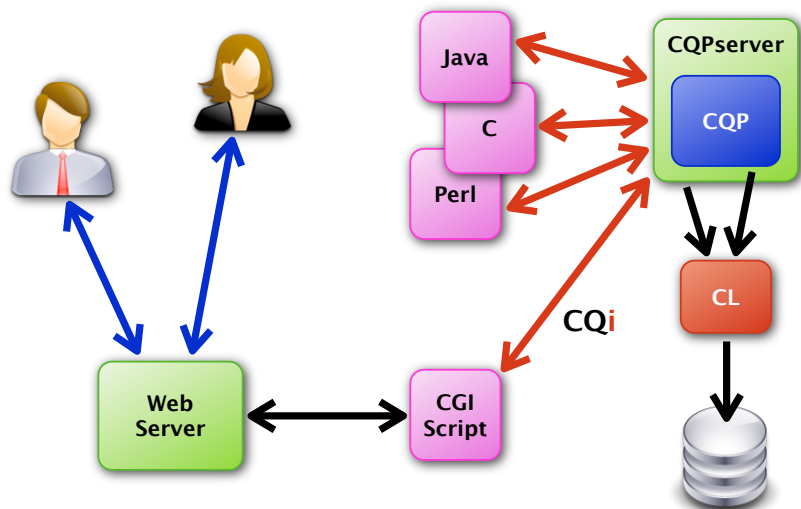 Java
C
Perl
CQPserver
CQP
CL
CQi
Web
Server
CGI
Script